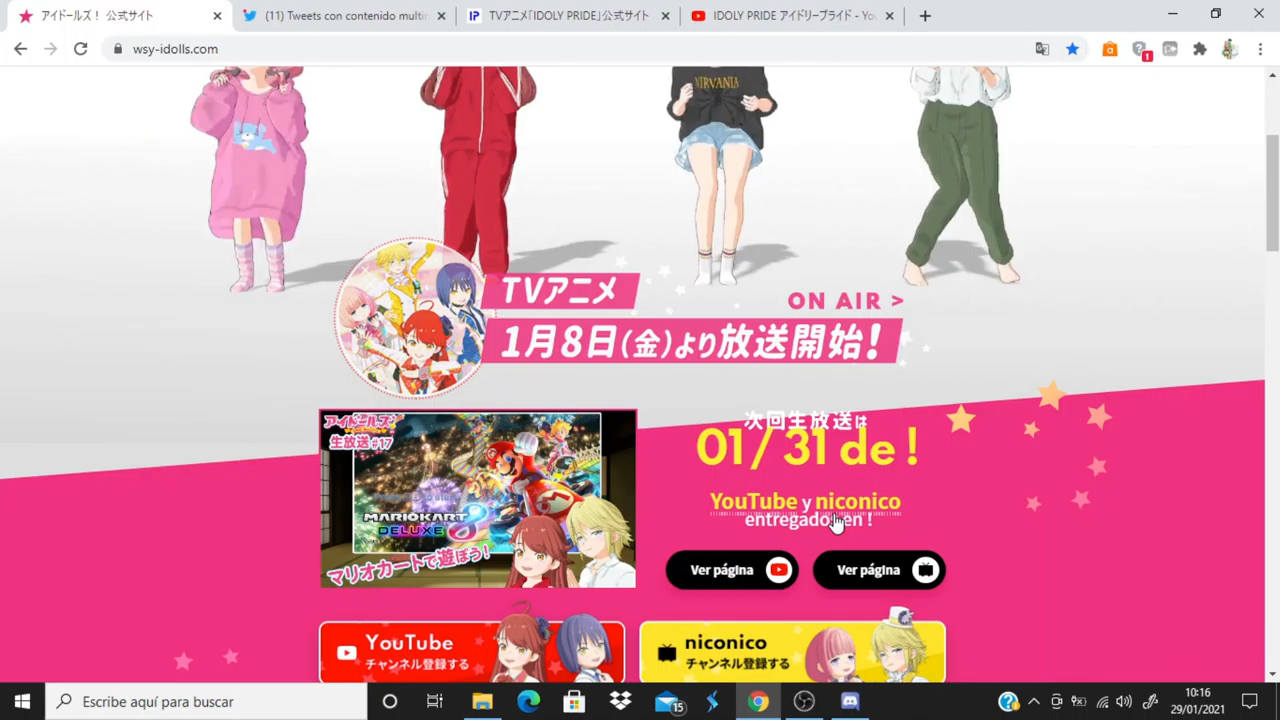 アイドールズ! 公式サイト
(11) Tweets con contenido multim
IP TVアニメ「IDOLY PRIDE」公式サイト
IDOLY PRIDE アイドリープライド - You
wsy-idolls.com
1
NIRVANIA
TVアニメ
ON AIR >
1月8日(金)より放送開始!
アイドールズ!
生放送#17
MARIOKART 8
DELUXE
マリオカートで遊ぼう!
次回生放送は
01/31 de !
YouTube y niconico
entregado en !
Ver página
Ver página
YouTube
チャンネル登録する
niconico
チャンネル登録する
Escribe aquí para buscar
15
10:16
29/01/2021